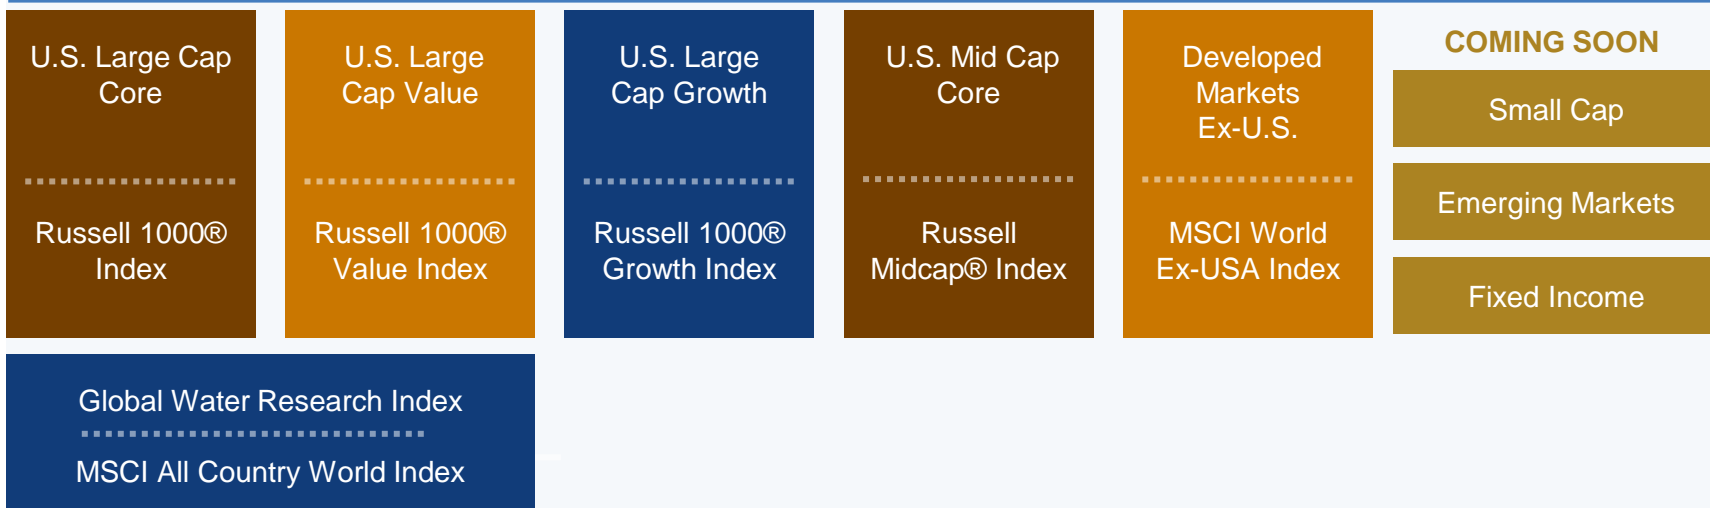 U.S. Large Cap
Core
Russell 1000®
Index
U.S. Large
Cap Value
Russell 1000®
Value Index
U.S. Large
Cap Growth
Russell 1000®
Growth Index
U.S. Mid Cap
Core
Russell
Midcap® Index
Developed
Markets
Ex-U.S.
MSCI World
Ex-USA Index
COMING SOON
Small Cap
Emerging Markets
Fixed Income
Global Water Research Index
MSCI All Country World Index